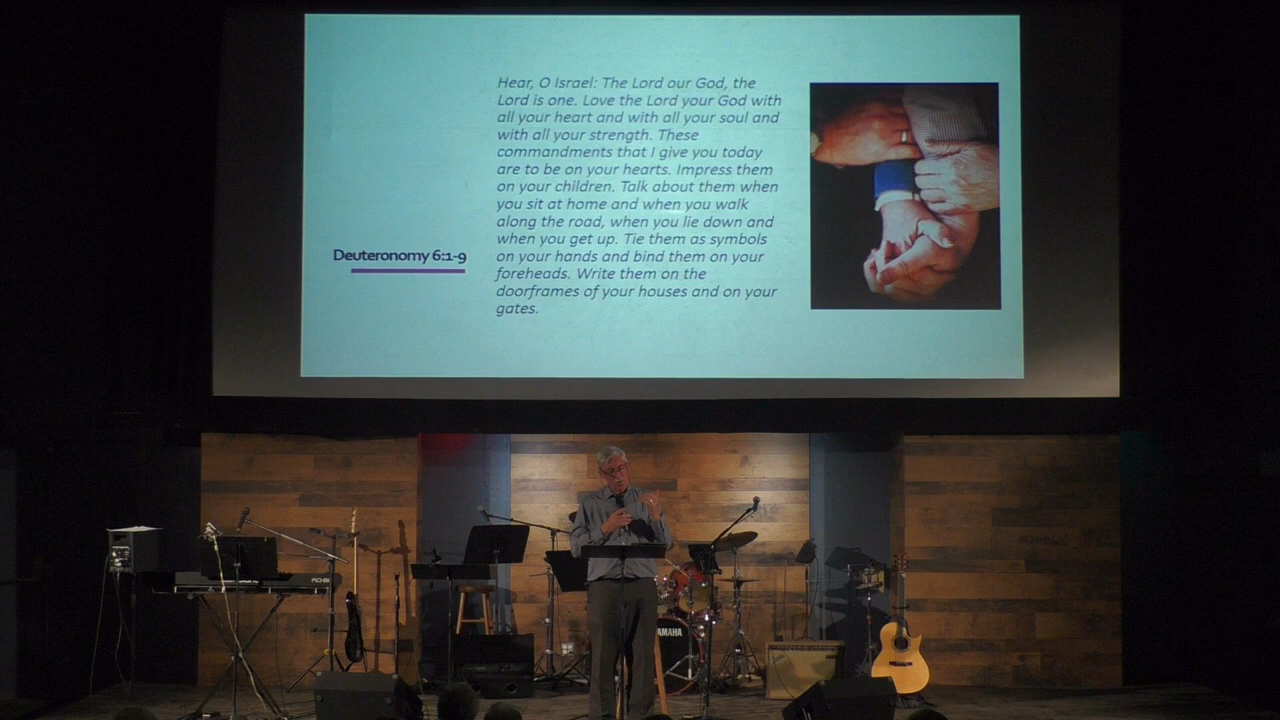 Hear, O Israel: The Lord our God, the
Lord is one. Love the Lord your God with
all your heart and with all your soul and
with all your strength. These
commandments that I give you today
are to be on your hearts. Impress them
on your children. Talk about them when
you sit at home and when you walk
along the road, when you lie down and
when you get up. Tie them as symbols
on your hands and bind them on your
foreheads. Write them on the
doorframes of your houses and on your
gates.
Deuteronomy 6:1-9
AMAHA